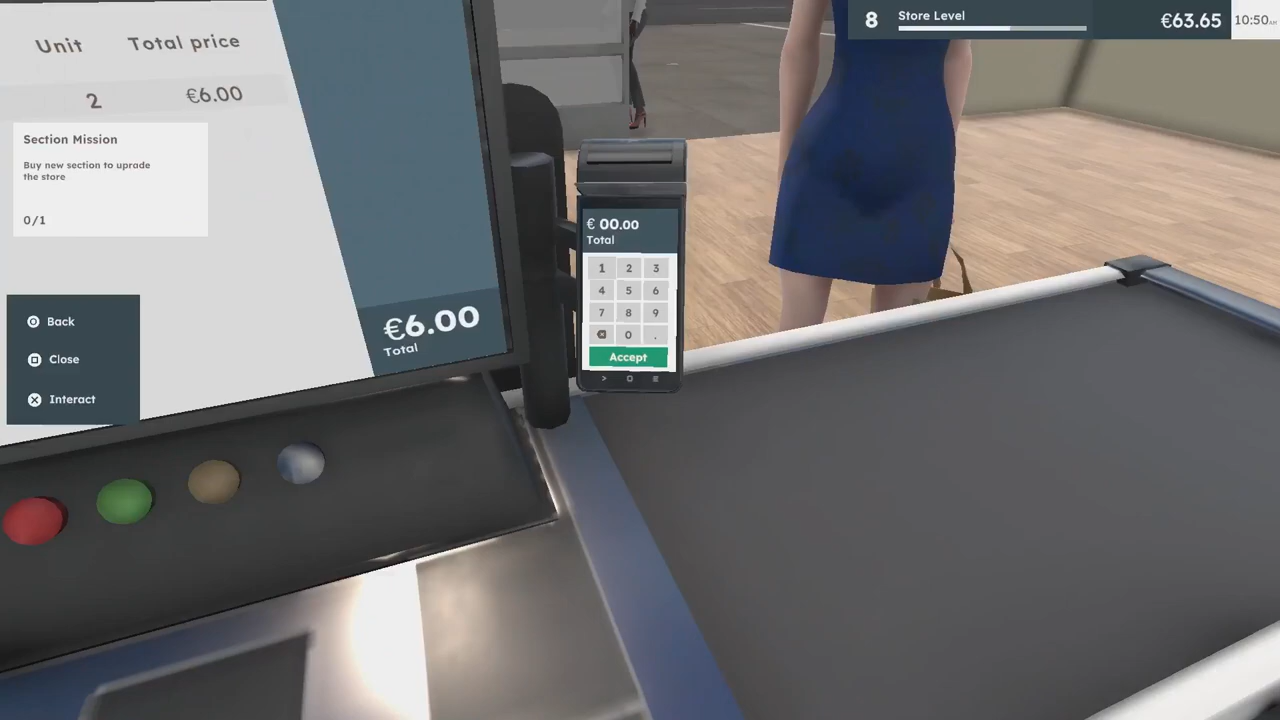 8
Store Level
€63.65
10:50AM
Unit Total price
2 €6.00
Section Mission
Buy new section to uprade
the store
0/1
Back
Close
Interact
€6.00
Total
€ 00.00
Total
1 2 3
4 5 6
7 8 9
0 .
Accept